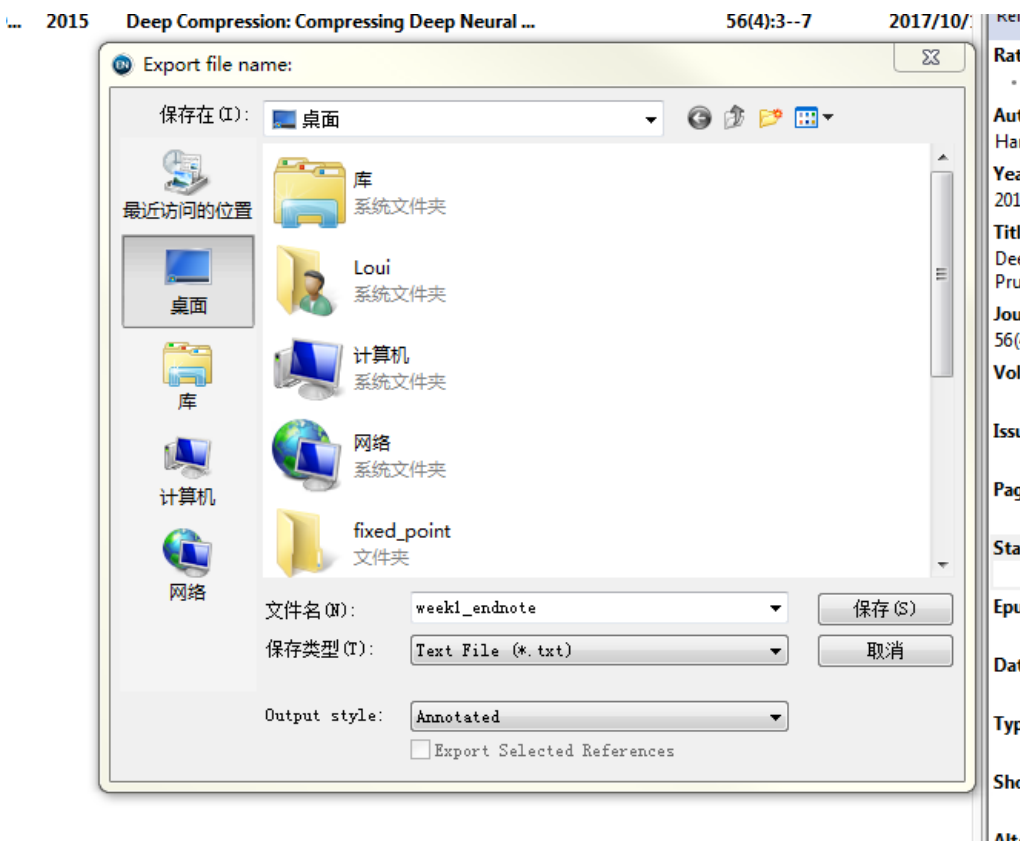 ... 2015 Deep Compression: Compressing Deep Neural ... 56(4):3--7 2017/10/
Export file name:
保存在(I): 桌面
最近访问的位置
桌面
库
计算机
网络
库
系统文件夹
Loui
系统文件夹
计算机
系统文件夹
网络
系统文件夹
fixed_point
文件夹
文件名(N): week1_endnote 保存(S)
保存类型(T): Text File (*.txt) 取消
Output style: Annotated
Export Selected References
Rat
Aut
Har
Yea
201
Titl
Dee
Pru
Jou
56(
Vol
Issu
Pag
Sta
Epu
Dat
Typ
Sho